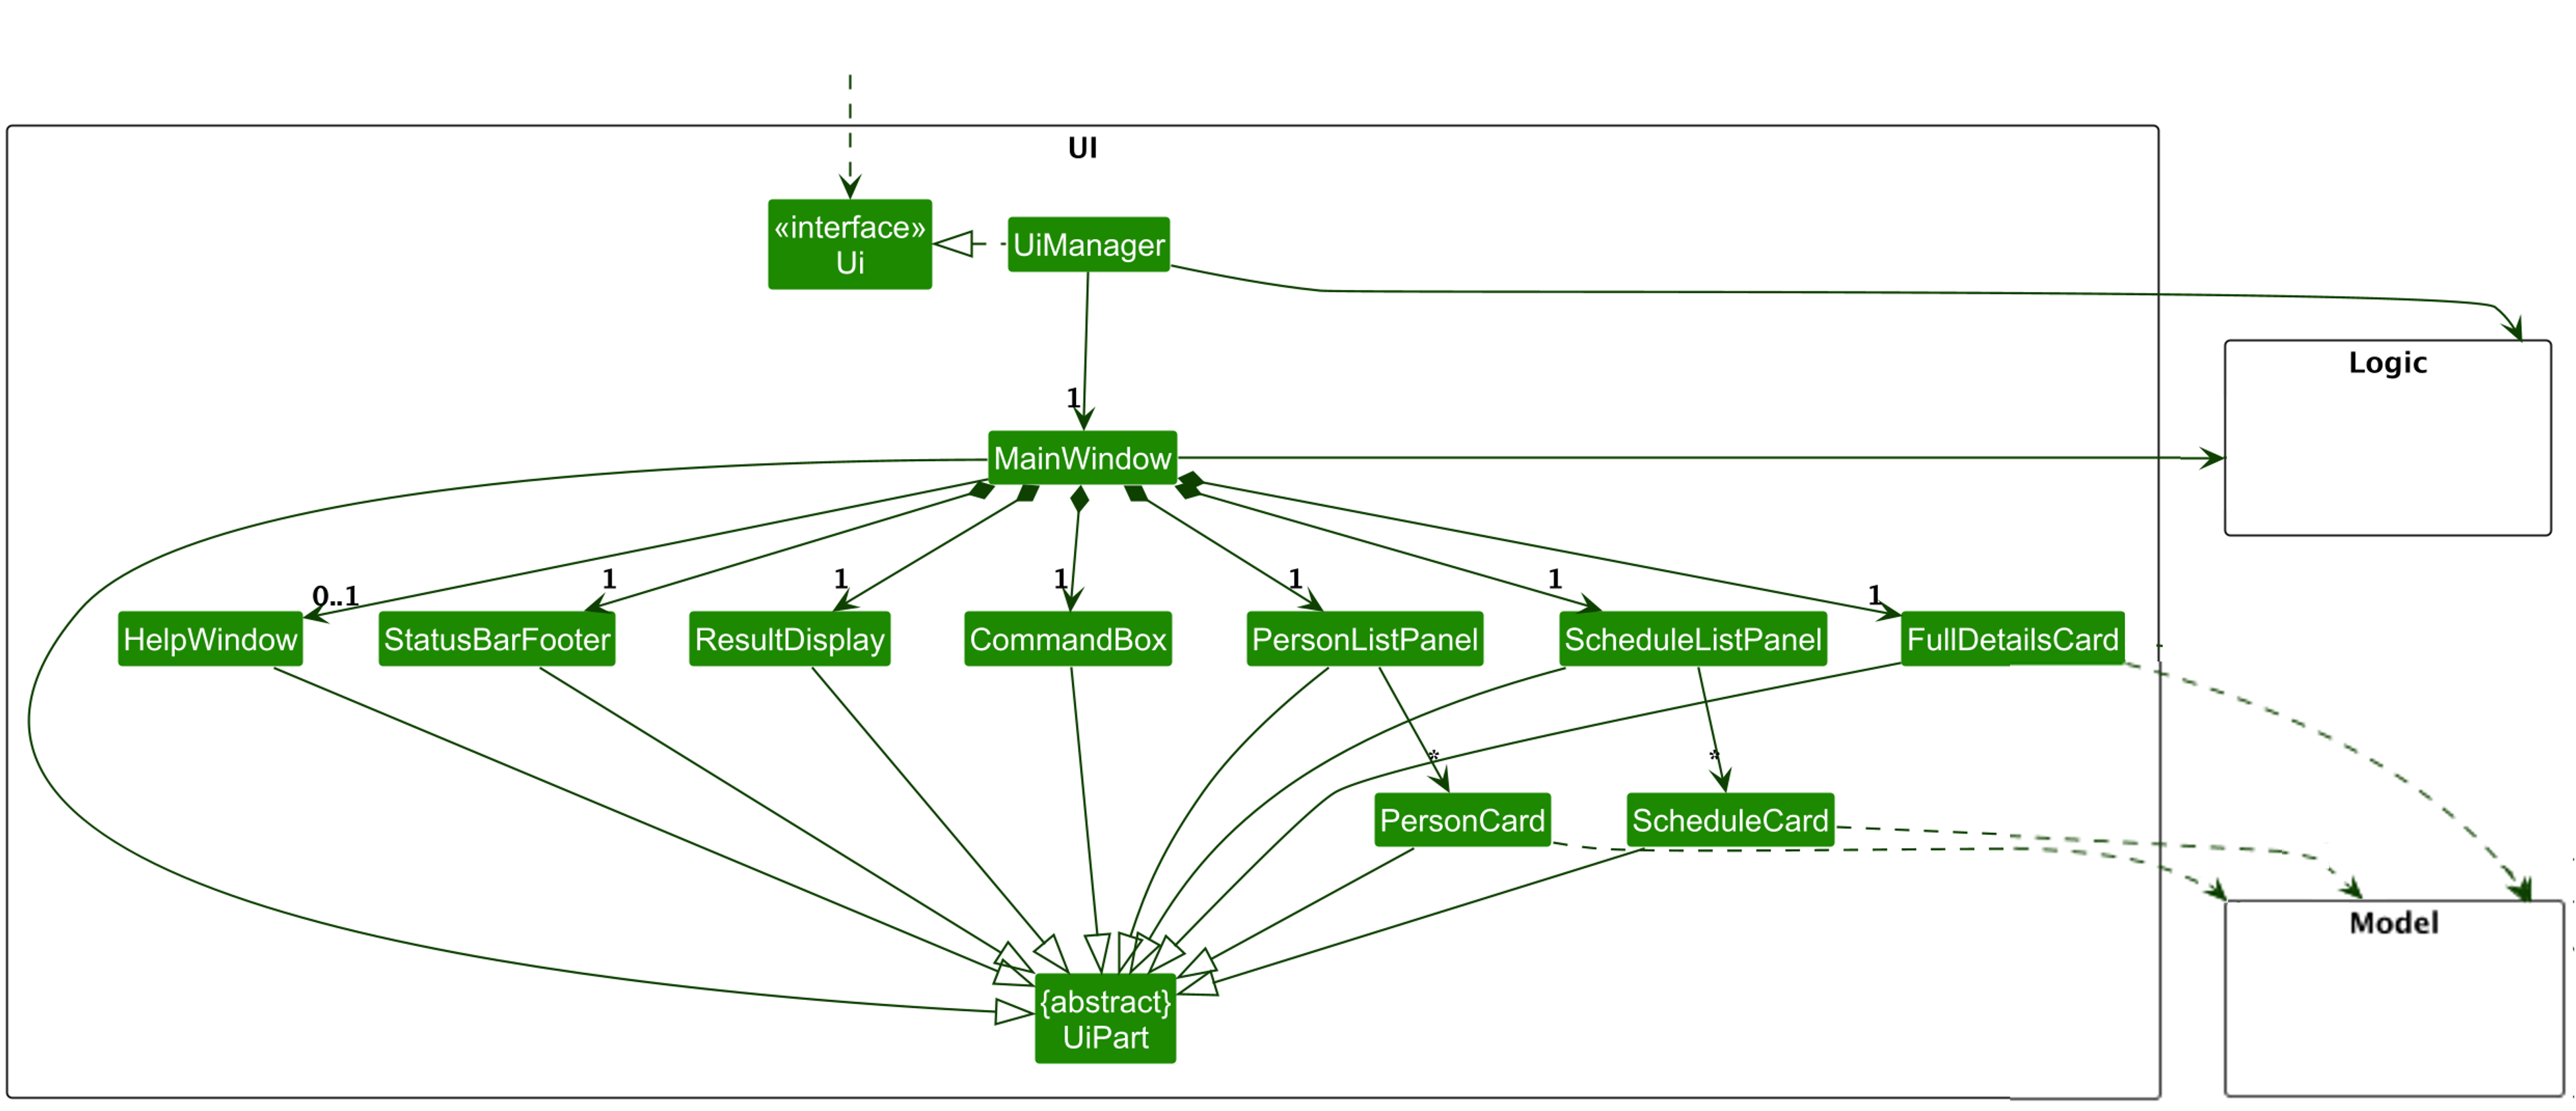 UI
«interface»
Ui
UiManager
Logic
1
MainWindow
0..1
1
1
1
1
1
1
HelpWindow
StatusBarFooter
ResultDisplay
CommandBox
PersonListPanel
ScheduleListPanel
FullDetailsCard
*
*
PersonCard
ScheduleCard
Model
{abstract}
UiPart